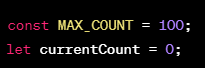 const MAX_COUNT = 100;
let currentCount = 0;